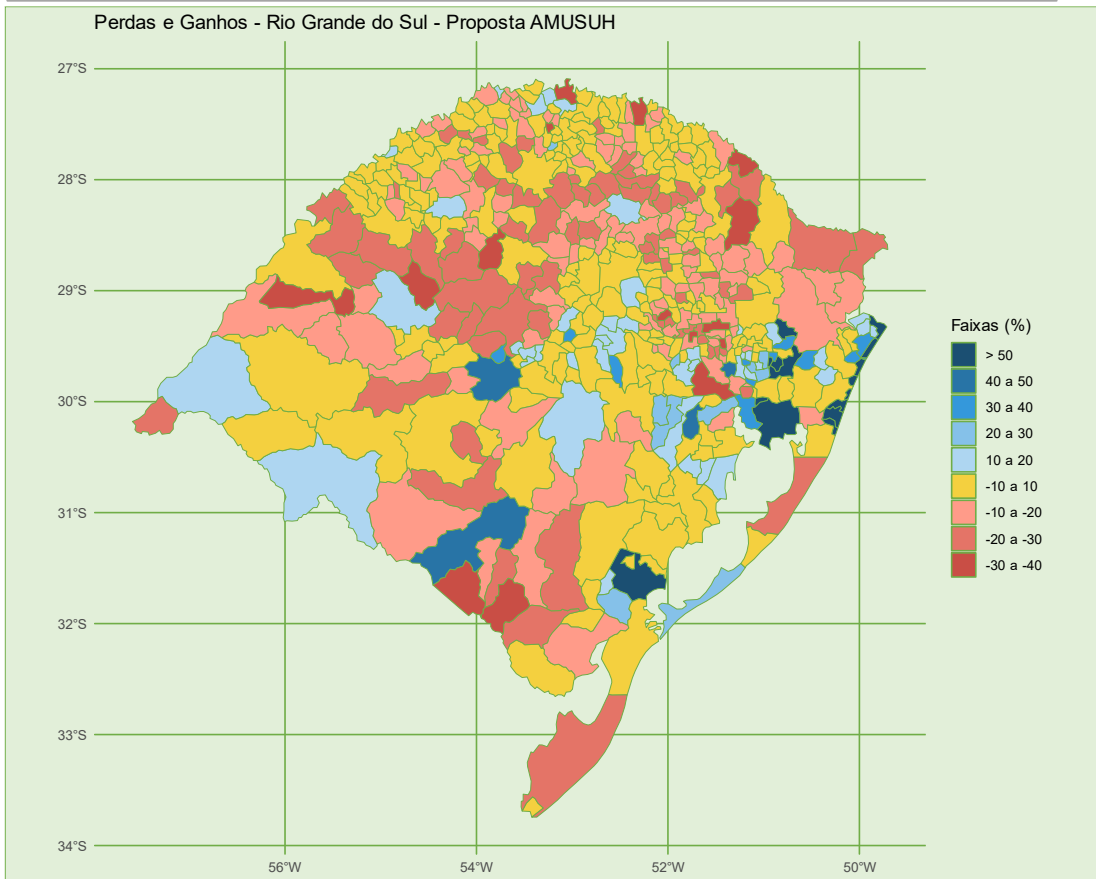 Perdas e Ganhos - Rio Grande do Sul - Proposta AMUSUH
27°S
28°S
29°S
30°S
31°S
32°S
33°S
34°S
56°W
54°W
52°W
50°W
Faixas (%)
> 50
40 a 50
30 a 40
20 a 30
10 a 20
-10 a 10
-10 a -20
-20 a -30
-30 a -40